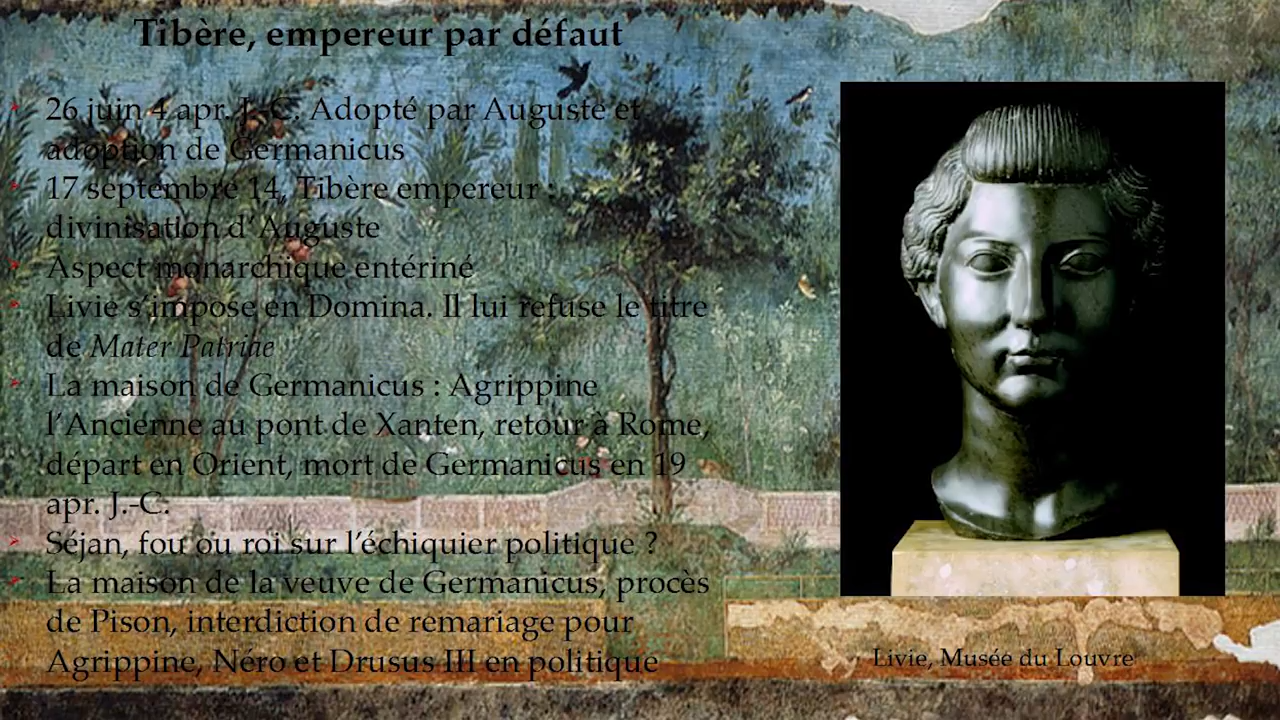 Tibère, empereur par défaut
26 juin 4 apr. J.-C. Adopté par Auguste et
adoption de Germanicus
17 septembre 14, Tibère empereur :
divinisation d'Auguste
Aspect monarchique entériné
Livie s'impose en Domina. Il lui refuse le titre
de Mater Patriae
La maison de Germanicus : Agrippine
l'Ancienne au pont de Xanten, retour à Rome,
départ en Orient, mort de Germanicus en 19
apr. J.-C.
Séjan, fou ou roi sur l'échiquier politique ?
La maison de la veuve de Germanicus, procès
de Pison, interdiction de remariage pour
Agrippine, Néro et Drusus III en politique
Livie, Musée du Louvre